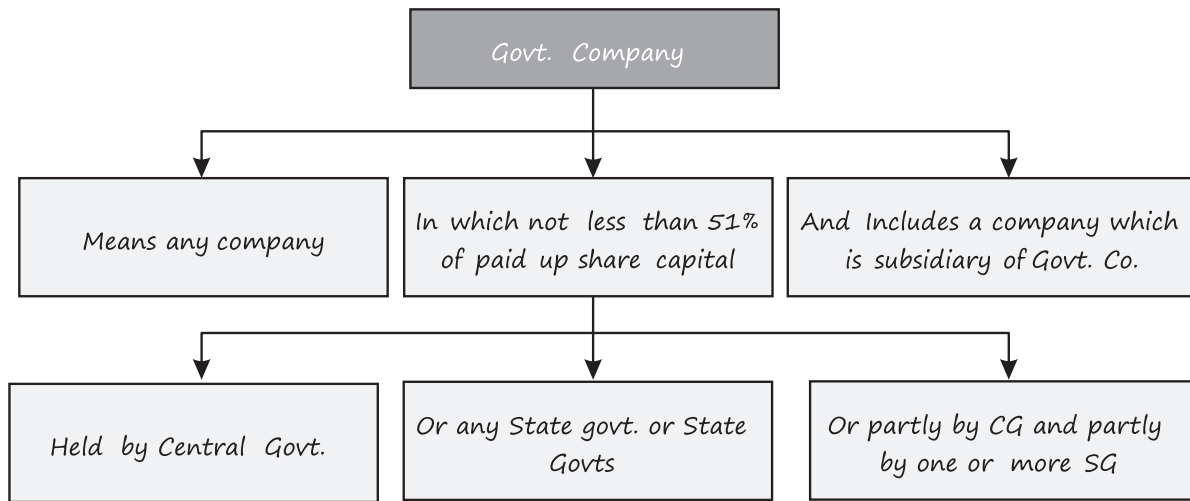 Govt. Company
Means any company
In which not less than 51%
of paid up share capital
And Includes a company which
is subsidiary of Govt. Co.
Held by Central Govt.
Or any State govt. or State
Govts
Or partly by CG and partly
by one or more SG